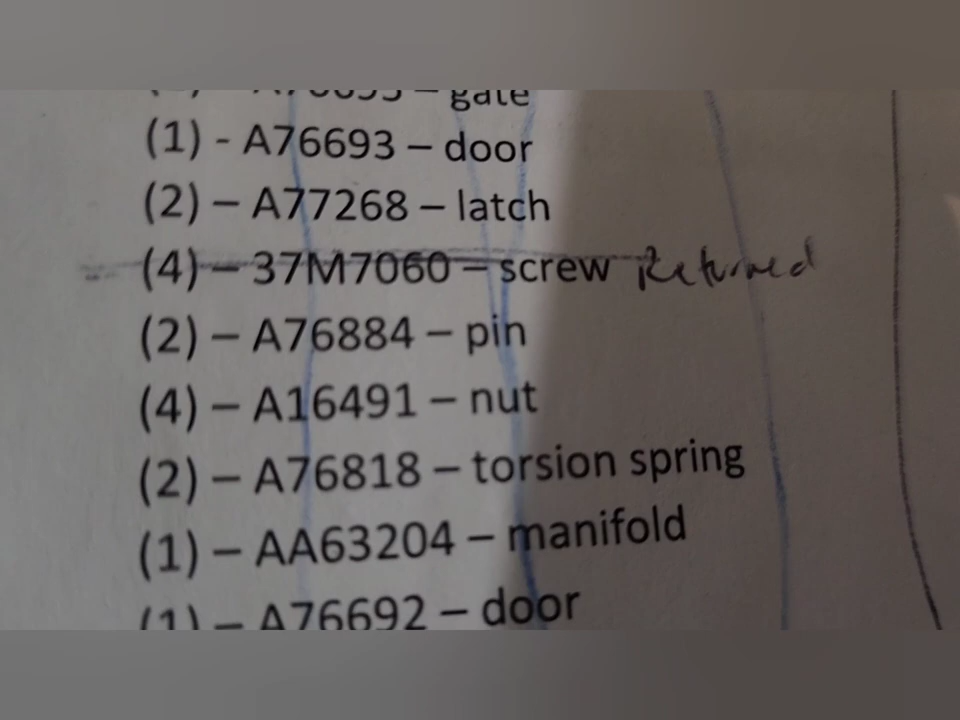 – gate
(1) - A76693 – door
(2) – A77268 – latch
(4) – 37M7060 – screw Returned
(2) – A76884 – pin
(4) – A16491 – nut
(2) – A76818 – torsion spring
(1) – AA63204 – manifold
(1) – A76692 – door